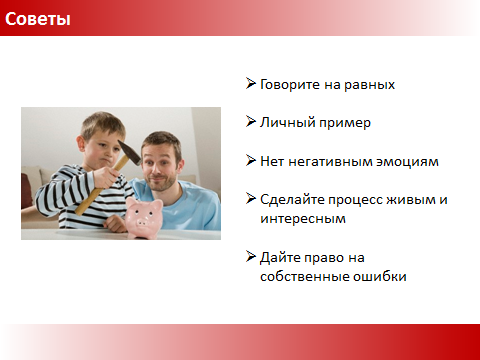 Советы
Говорите на равных
Личный пример
Нет негативным эмоциям
Сделайте процесс живым и
интересным
Дайте право на
собственные ошибки